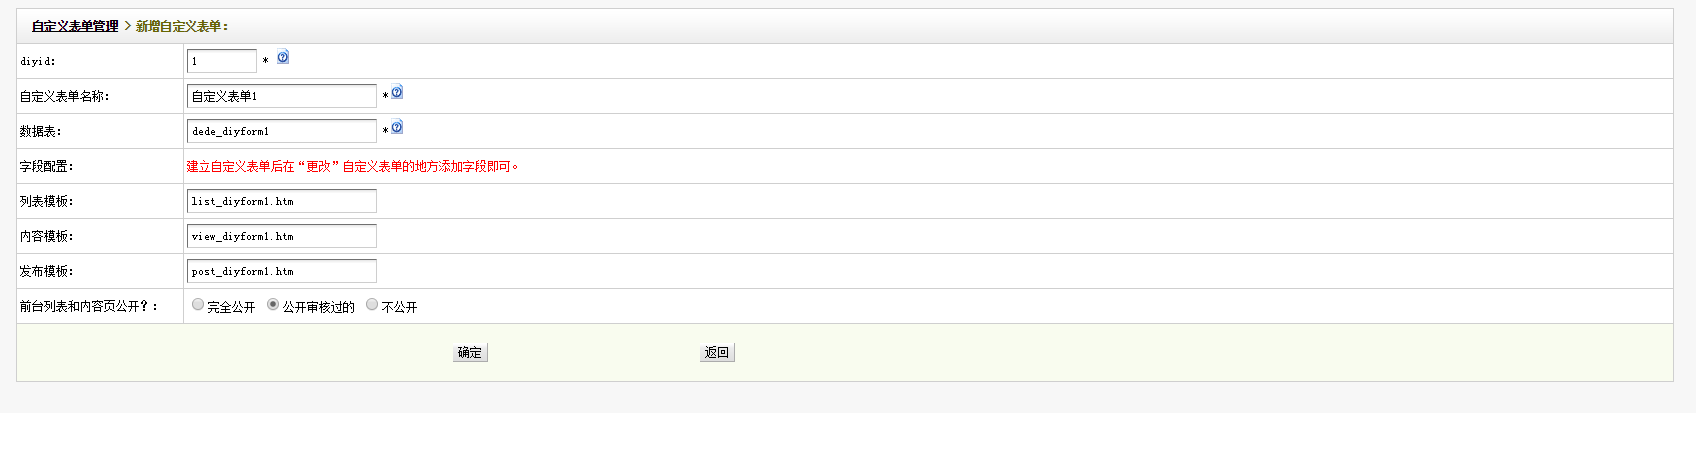 自定义表单管理 > 新增自定义表单：
diyid： 1 *
自定义表单名称： 自定义表单1 *
数据表： dede_diyform1 *
字段配置： 建立自定义表单后在“更改”自定义表单的地方添加字段即可。
列表模板： list_diyform1.htm
内容模板： view_diyform1.htm
发布模板： post_diyform1.htm
前台列表和内容页公开？： 完全公开 公开审核过的 不公开
确定 返回